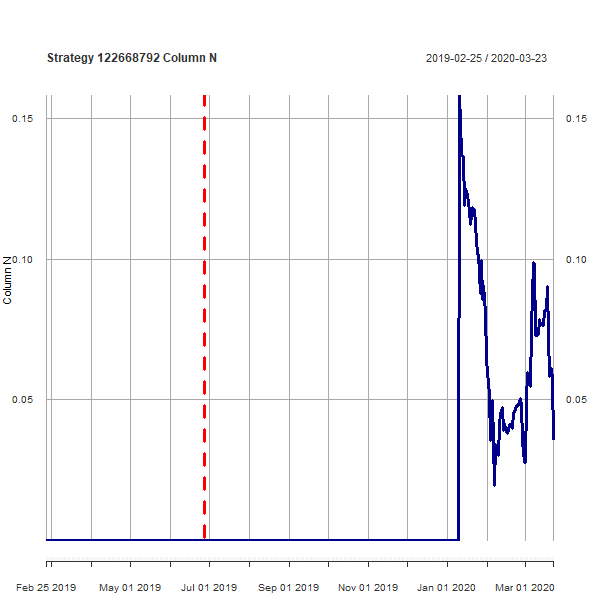 Strategy 122668792 Column N
2019-02-25 / 2020-03-23
0.15
0.10
0.05
Column N
0.15
0.10
0.05
Feb 25 2019
May 01 2019
Jul 01 2019
Sep 01 2019
Nov 01 2019
Jan 01 2020
Mar 01 2020